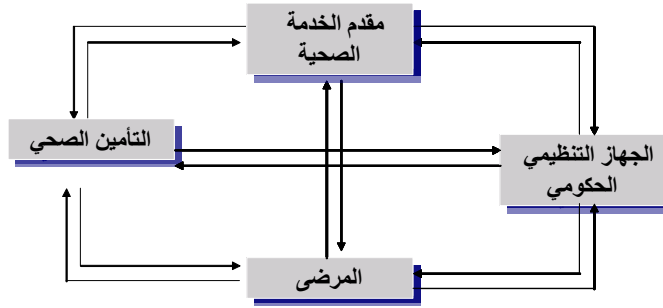 مقدم الخدمة
الصحية
التأمين الصحي
الجهاز التنظيمي
الحكومي
المرضى